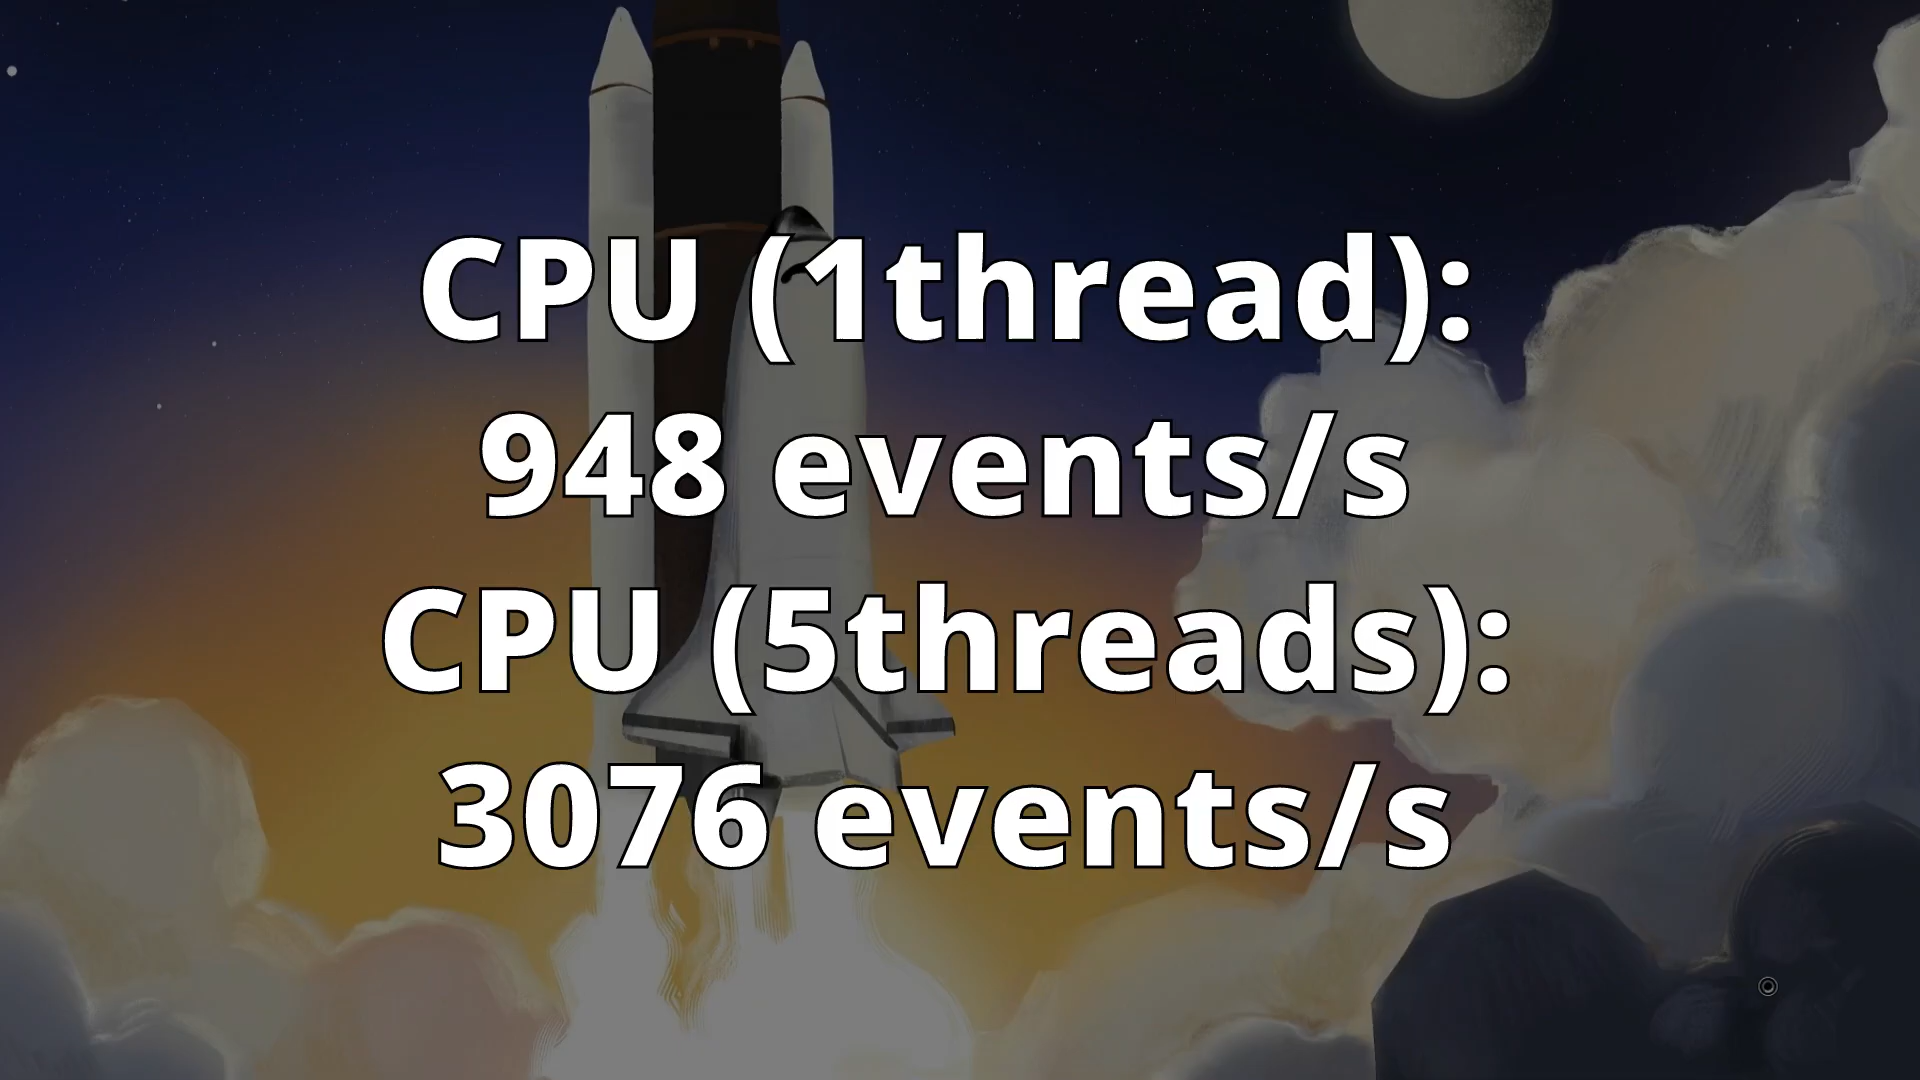 CPU (1thread):
948 events/s
CPU (5threads):
3076 events/s